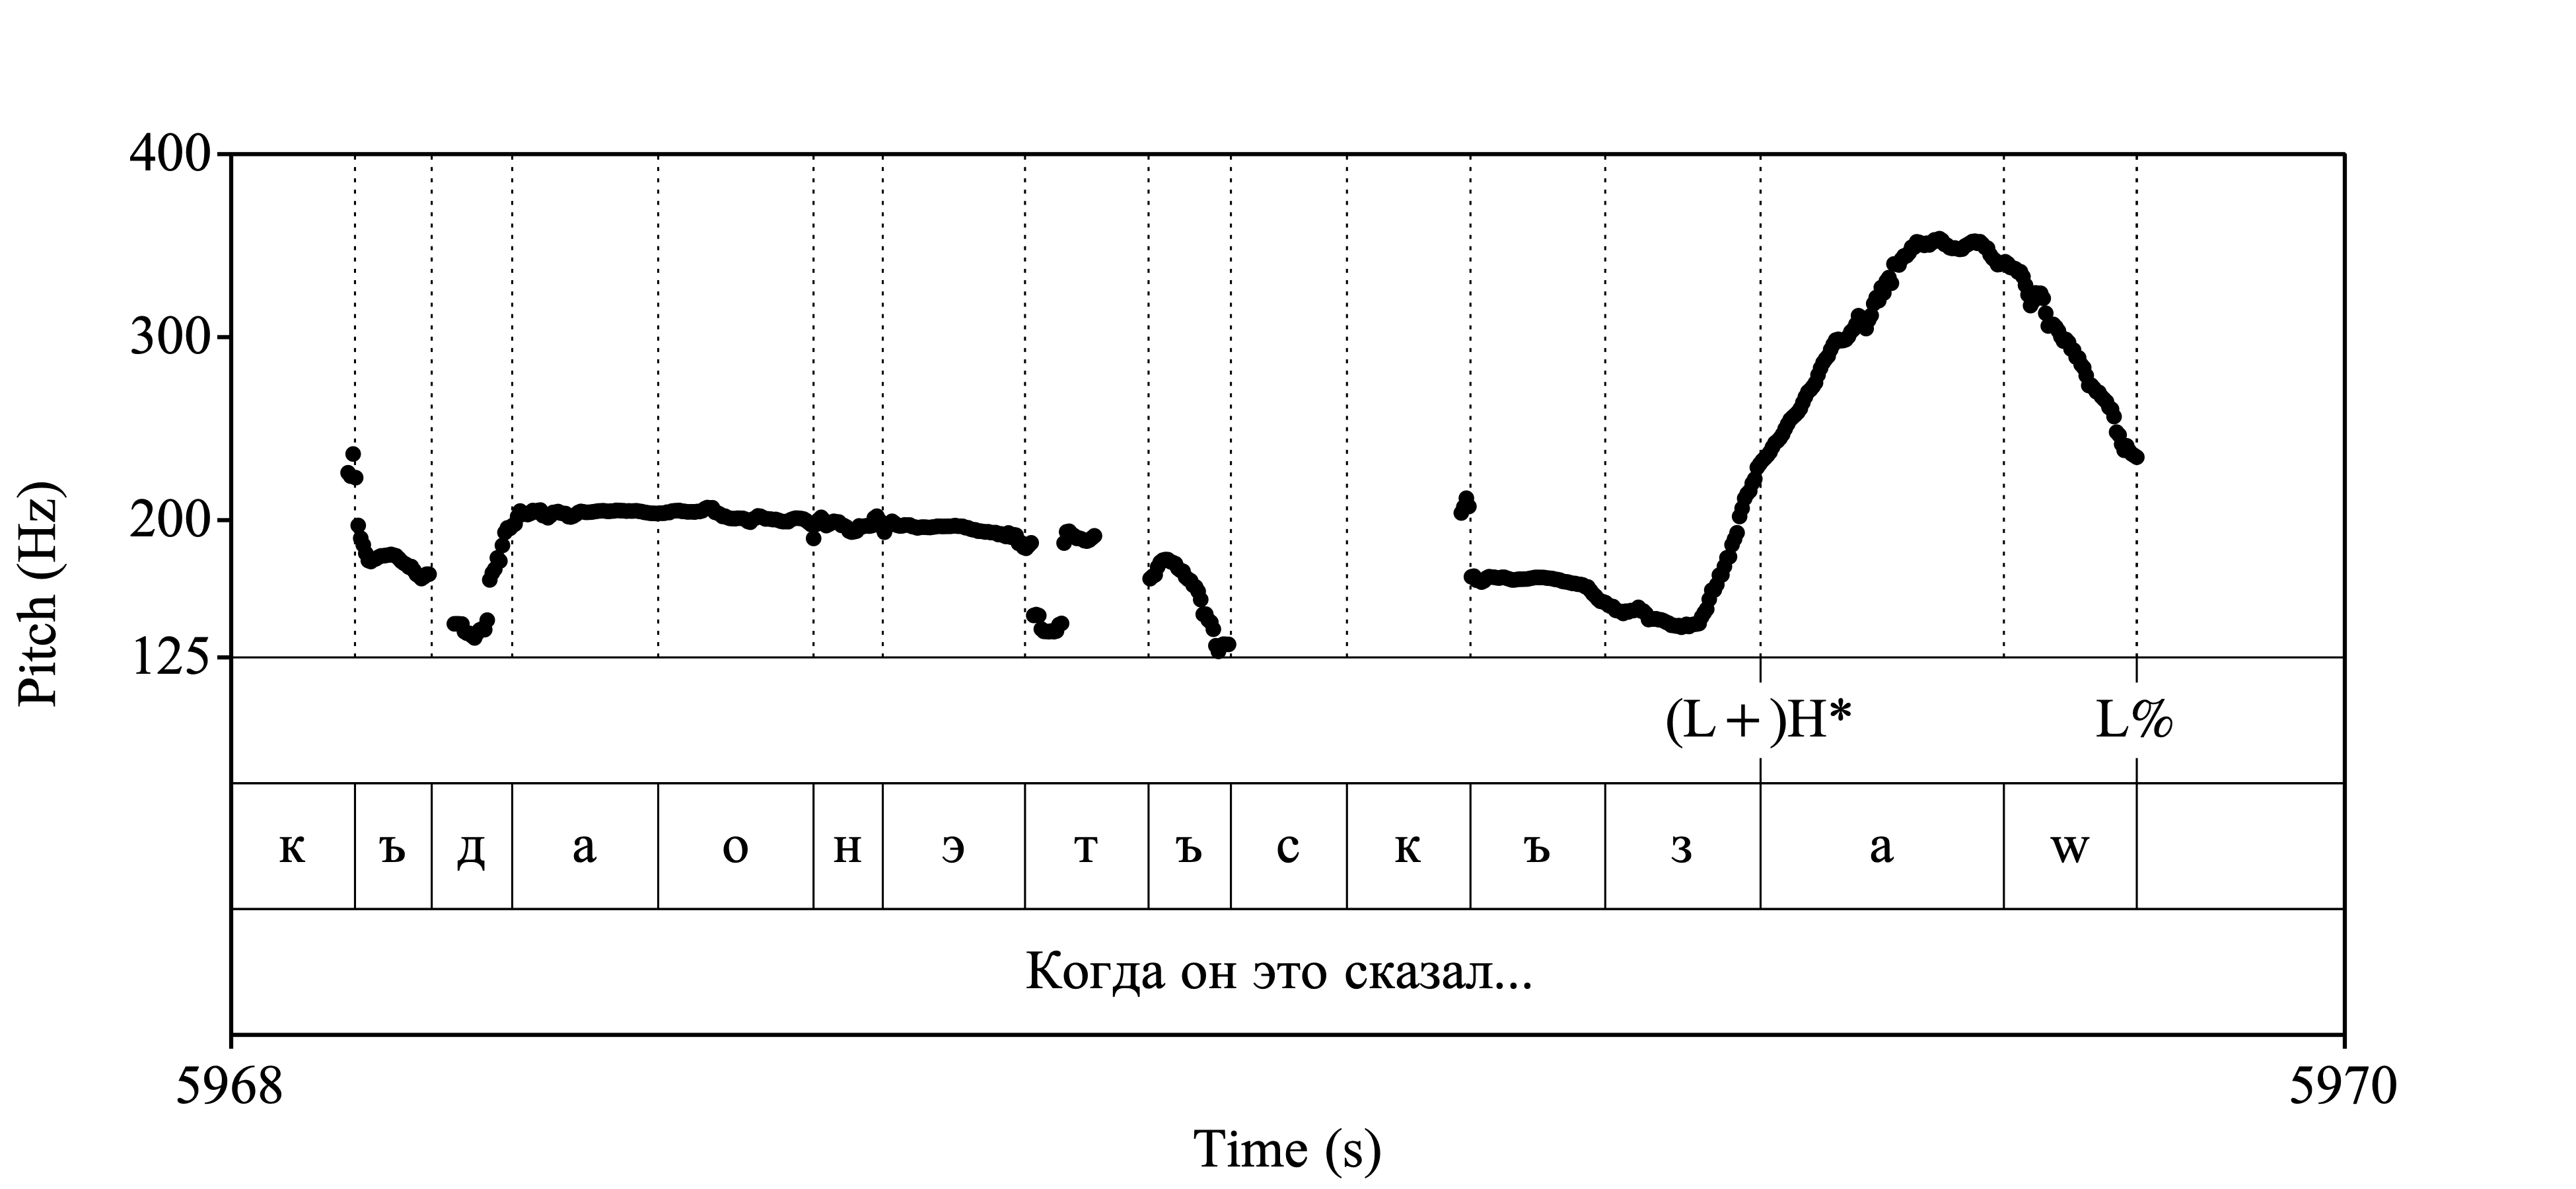 400
300
200
125
Pitch (Hz)
(L+)H* L%
к ъ д а о н э т ъ с к ъ з а w
Когда он это сказал...
5968 5970
Time (s)